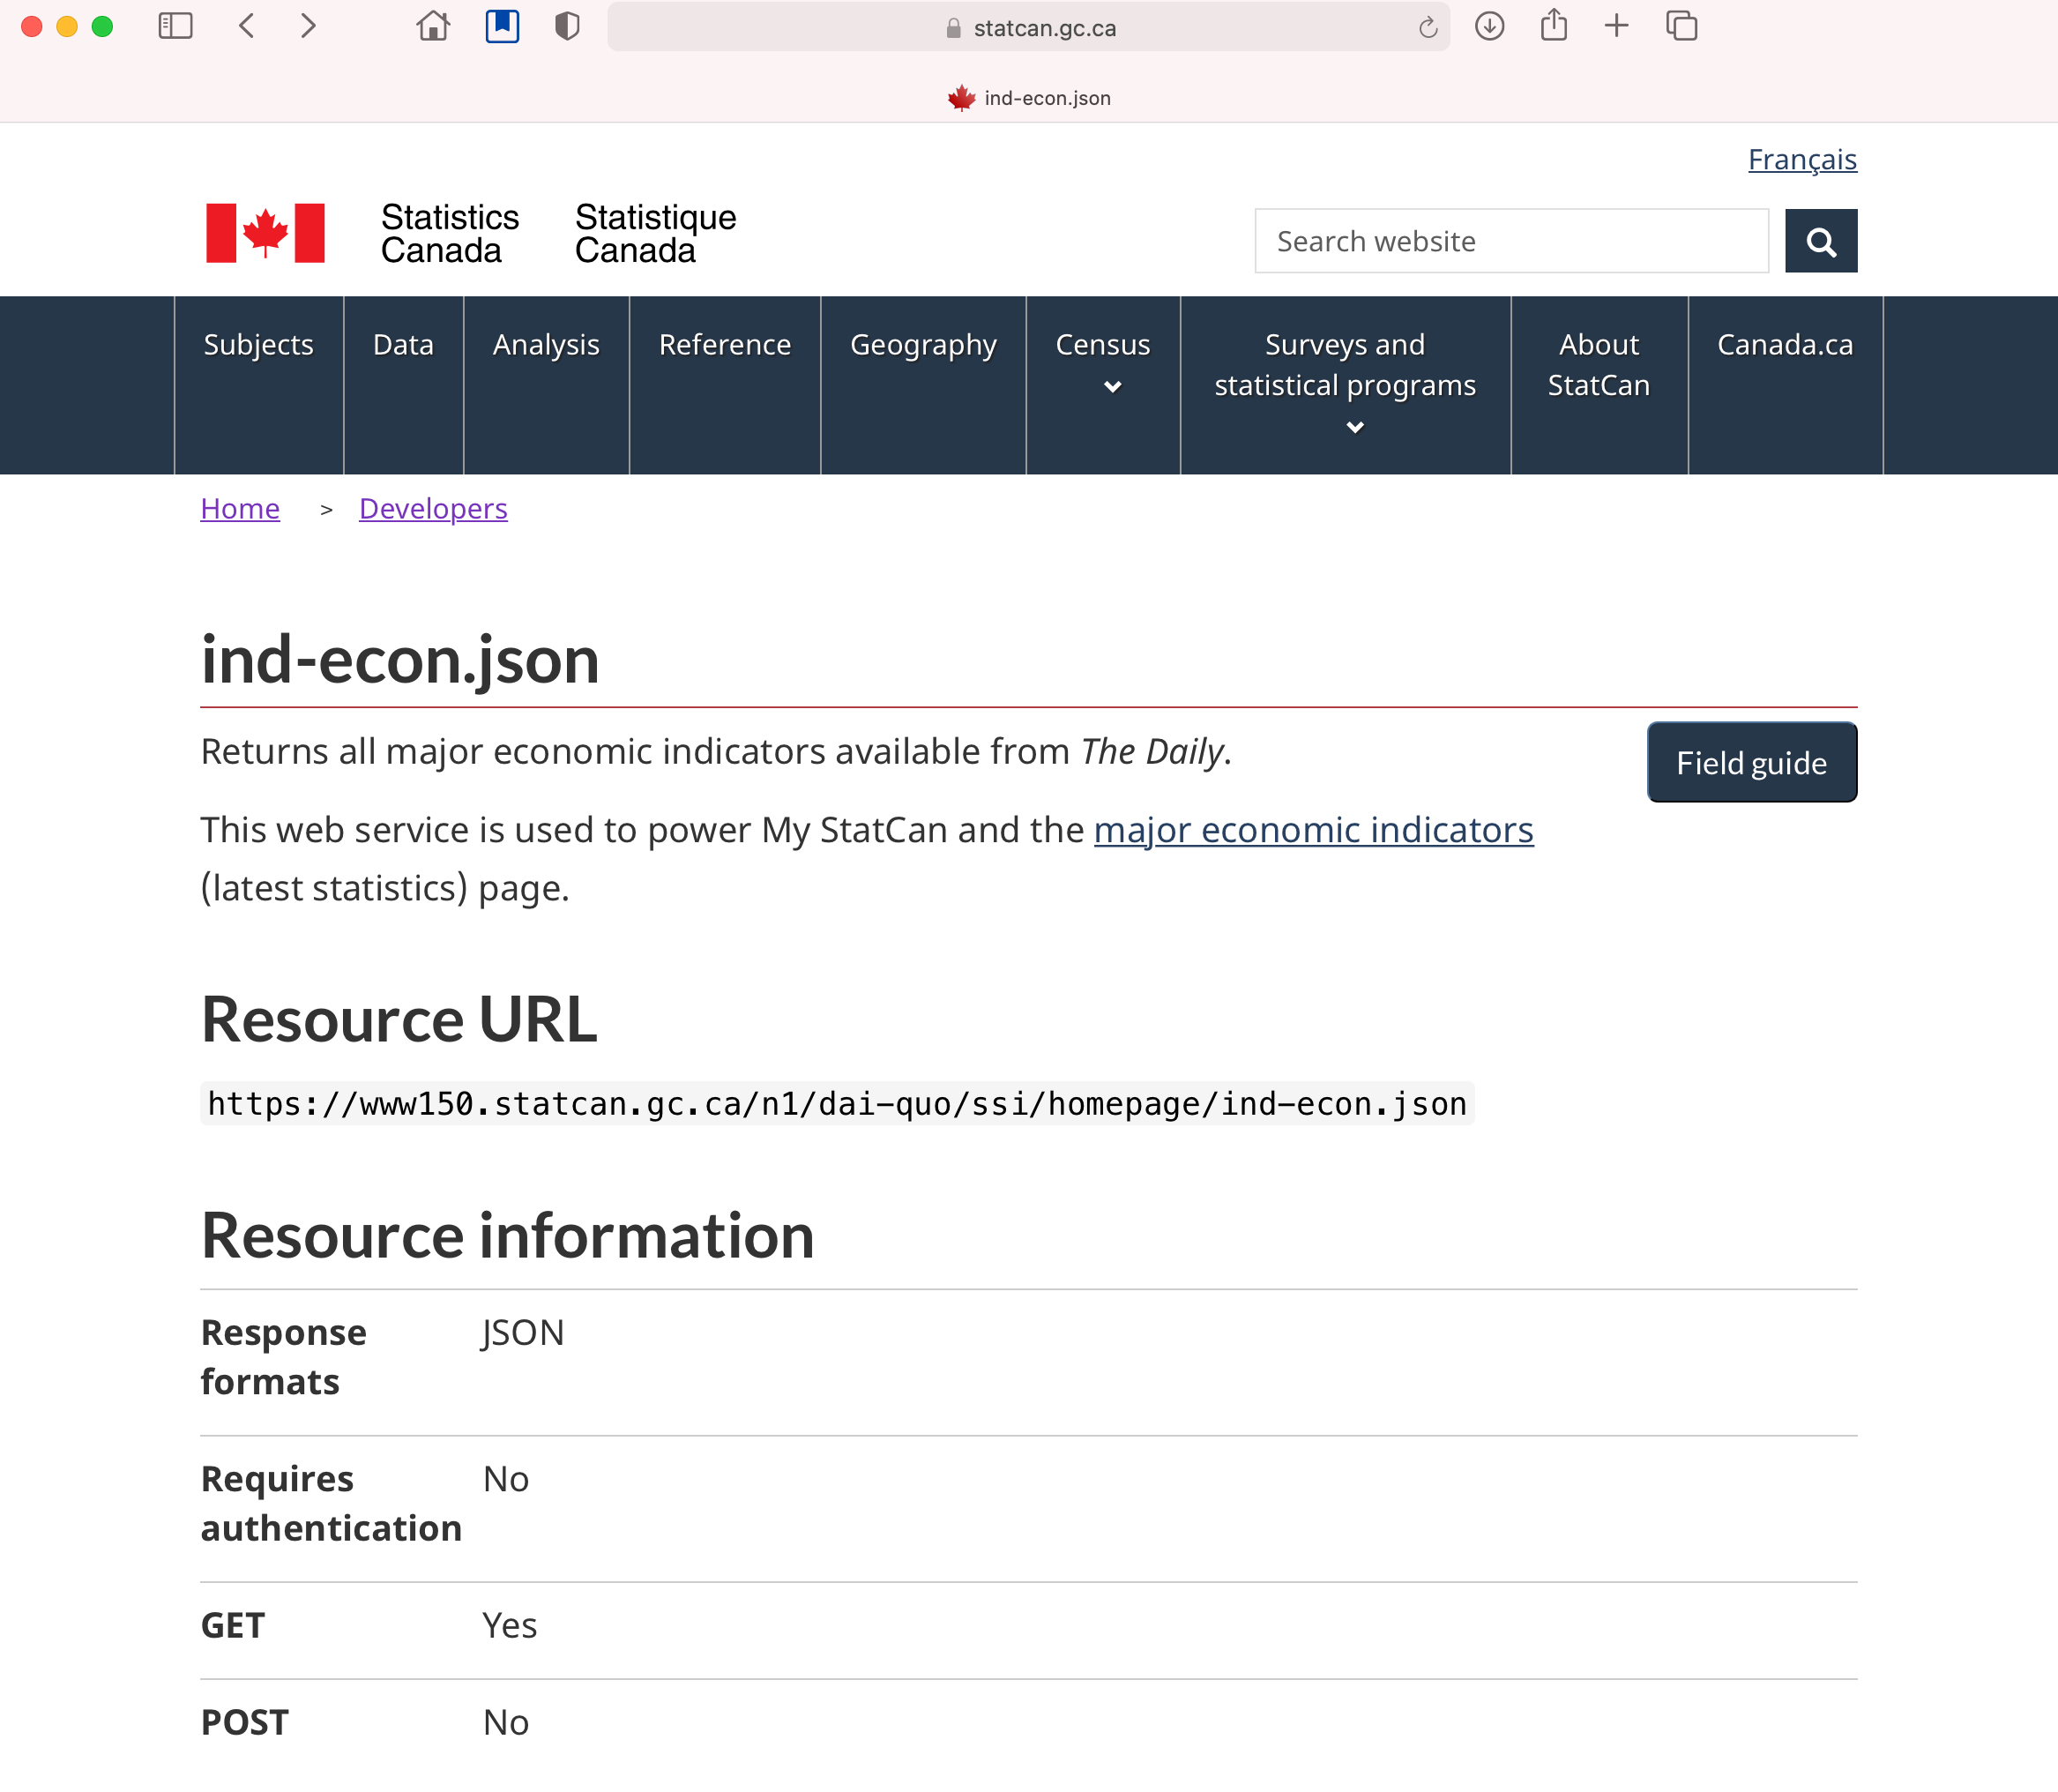 statcan.gc.ca
ind-econ.json
Français
Statistics Statistique
Canada Canada
Search website
Subjects Data Analysis Reference Geography Census Surveys and About Canada.ca
statistical programs StatCan
Home > Developers
ind-econ.json
Returns all major economic indicators available from The Daily.
Field guide
This web service is used to power My StatCan and the major economic indicators
(latest statistics) page.
Resource URL
https://www150.statcan.gc.ca/n1/dai-quo/ssi/homepage/ind-econ.json
Resource information
Response JSON
formats
Requires No
authentication
GET Yes
POST No